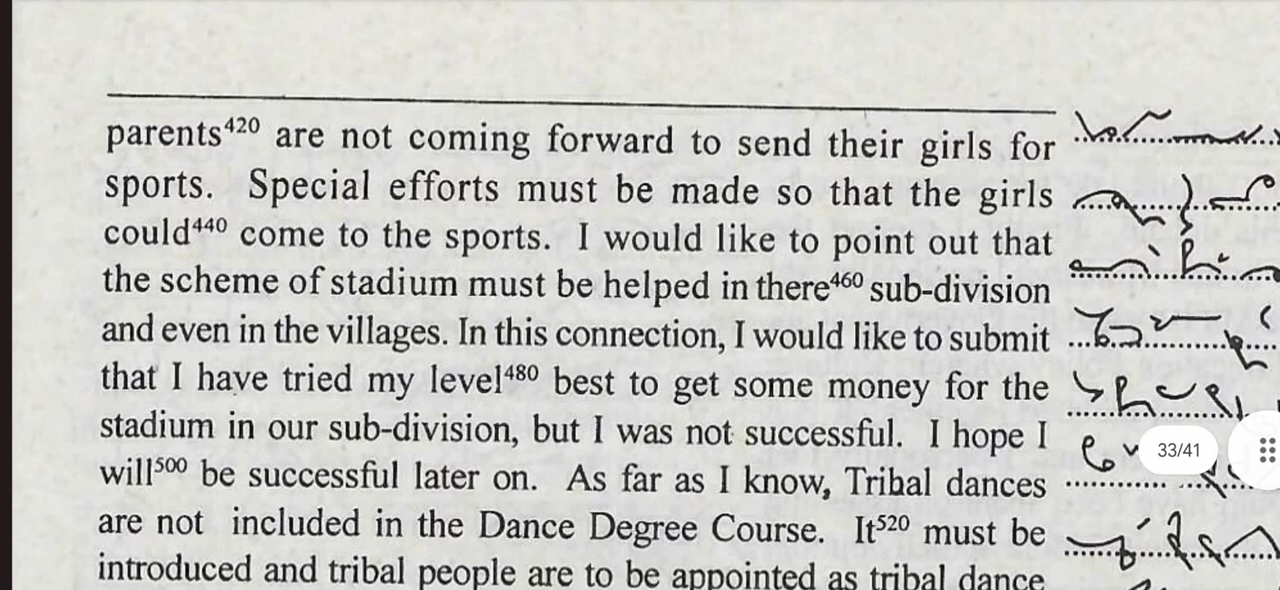 parents⁴²⁰ are not coming forward to send their girls for
sports. Special efforts must be made so that the girls
could⁴⁴⁰ come to the sports. I would like to point out that
the scheme of stadium must be helped in there⁴⁶⁰ sub-division
and even in the villages. In this connection, I would like to submit
that I have tried my level⁴⁸⁰ best to get some money for the
stadium in our sub-division, but I was not successful. I hope I
will⁵⁰⁰ be successful later on. As far as I know, Tribal dances
are not included in the Dance Degree Course. It⁵²⁰ must be
introduced and tribal people are to be appointed as tribal dance
33/41